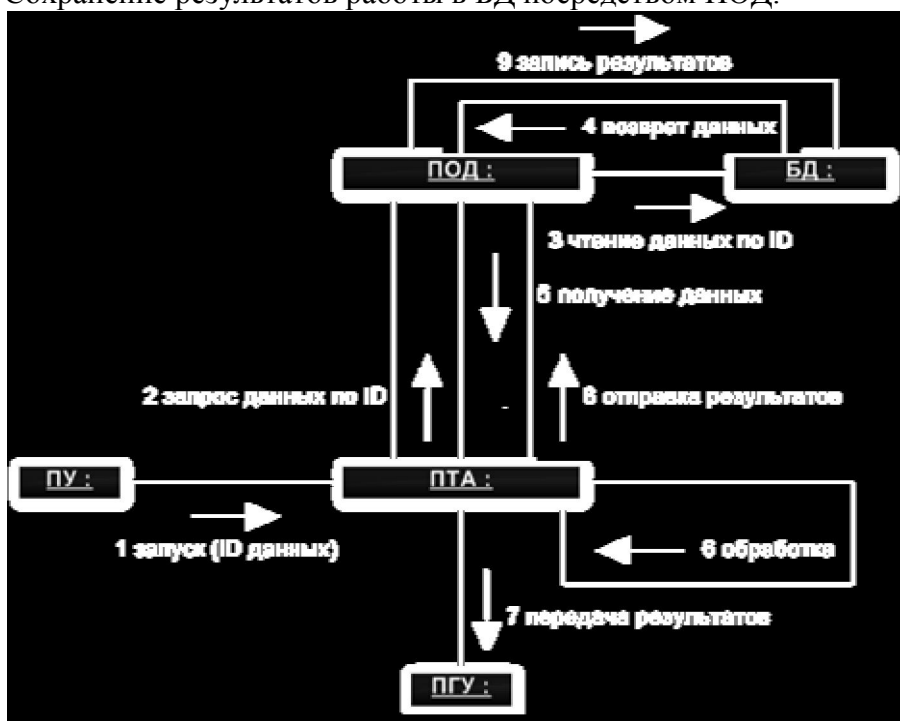 Сохранение результатов работы в БД посредством ПОД.
9 запись результатов
4 возврат данных
ПОД :
БД :
3 чтение данных по ID
5 получение данных
2 запрос данных по ID
8 отправка результатов
ПУ :
ПТА :
1 запуск (ID данных)
6 обработка
7 передача результатов
ПГУ :